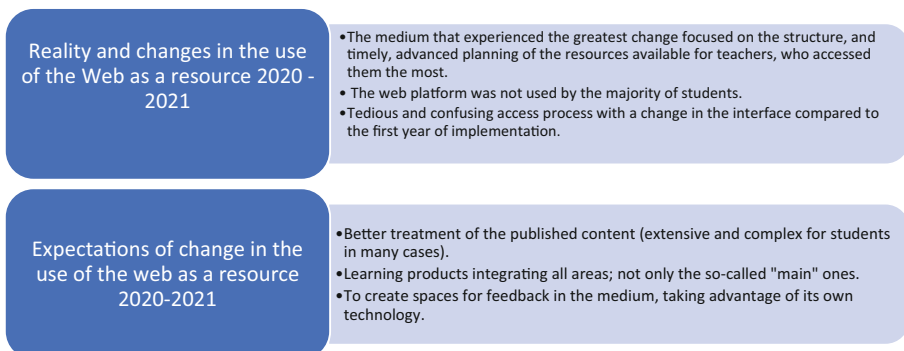 Reality and changes in the use
of the Web as a resource 2020 -
2021
•The medium that experienced the greatest change focused on the structure, and
timely, advanced planning of the resources available for teachers, who accessed
them the most.
• The web platform was not used by the majority of students.
•Tedious and confusing access process with a change in the interface compared to
the first year of implementation.
Expectations of change in the
use of the web as a resource
2020-2021
•Better treatment of the published content (extensive and complex for students
in many cases).
•Learning products integrating all areas; not only the so-called "main" ones.
•To create spaces for feedback in the medium, taking advantage of its own
technology.